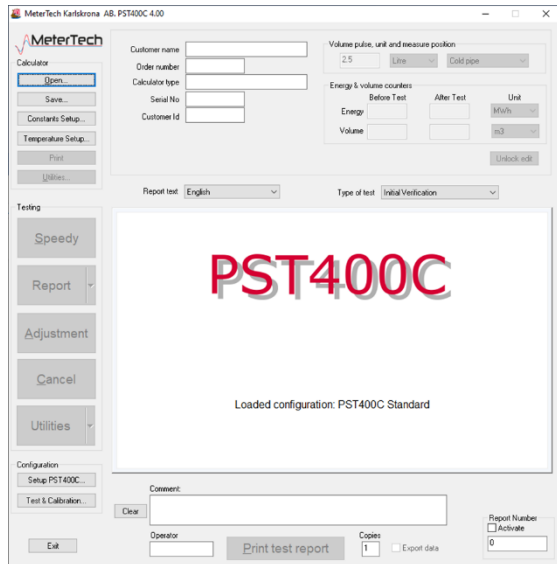 MeterTech Karlskrona AB. PST400C 4.00
MeterTech
Calculator
Open...
Save...
Constants Setup...
Temperature Setup...
Print
Utilities...
Customer name
Order number
Calculator type
Serial No
Customer Id
Volume pulse, unit and measure position
2.5 Litre Cold pipe
Energy & volume counters
Before Test After Test Unit
Energy MWh
Volume m3
Unlock edit
Report text English
Type of test Initial Verification
Testing
Speedy
Report
Adjustment
Cancel
Utilities
PST400C
Loaded configuration: PST400C Standard
Configuration
Setup PST400C...
Test & Calibration...
Exit
Comment:
Clear
Operator
Print test report
Copies
1
Export data
Report Number
Activate
0